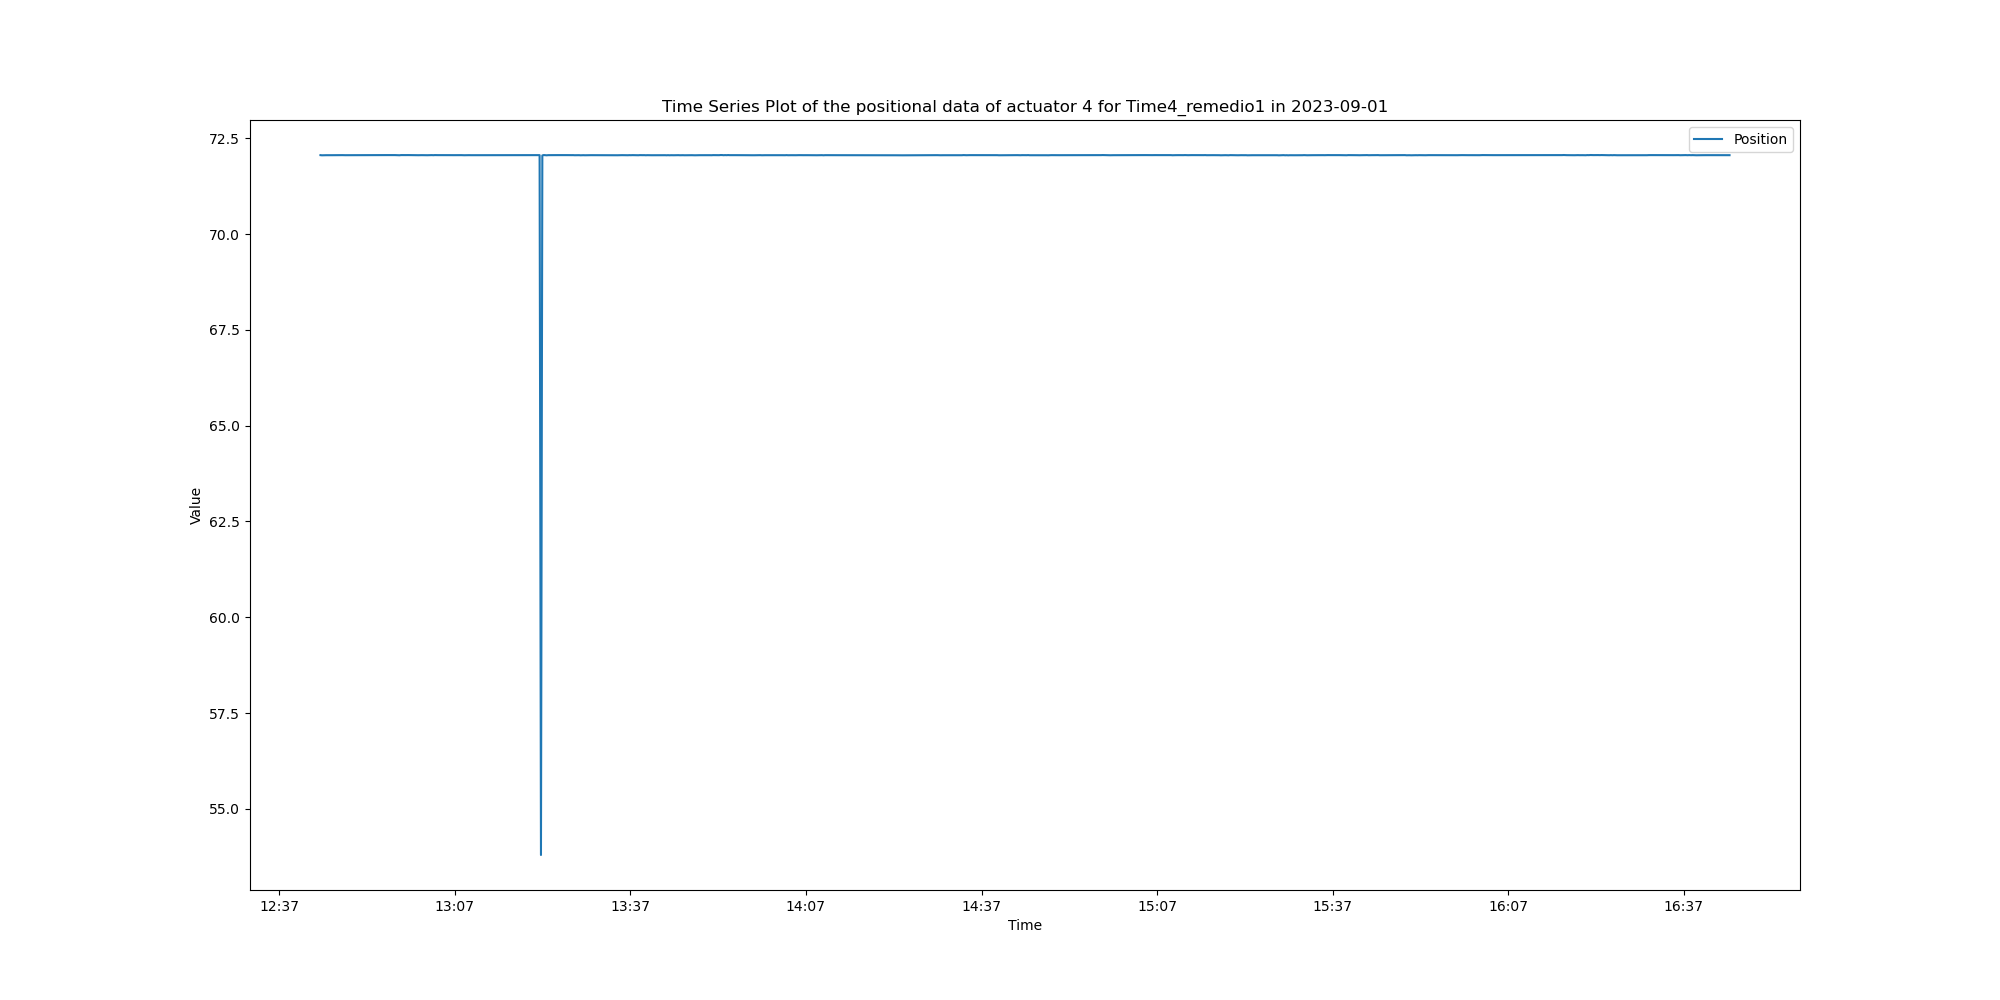 Time Series Plot of the positional data of actuator 4 for Time4_remedio1 in 2023-09-01
Position
72.5
70.0
67.5
65.0
62.5
60.0
57.5
55.0
Value
12:37 13:07 13:37 14:07 14:37 15:07 15:37 16:07 16:37
Time